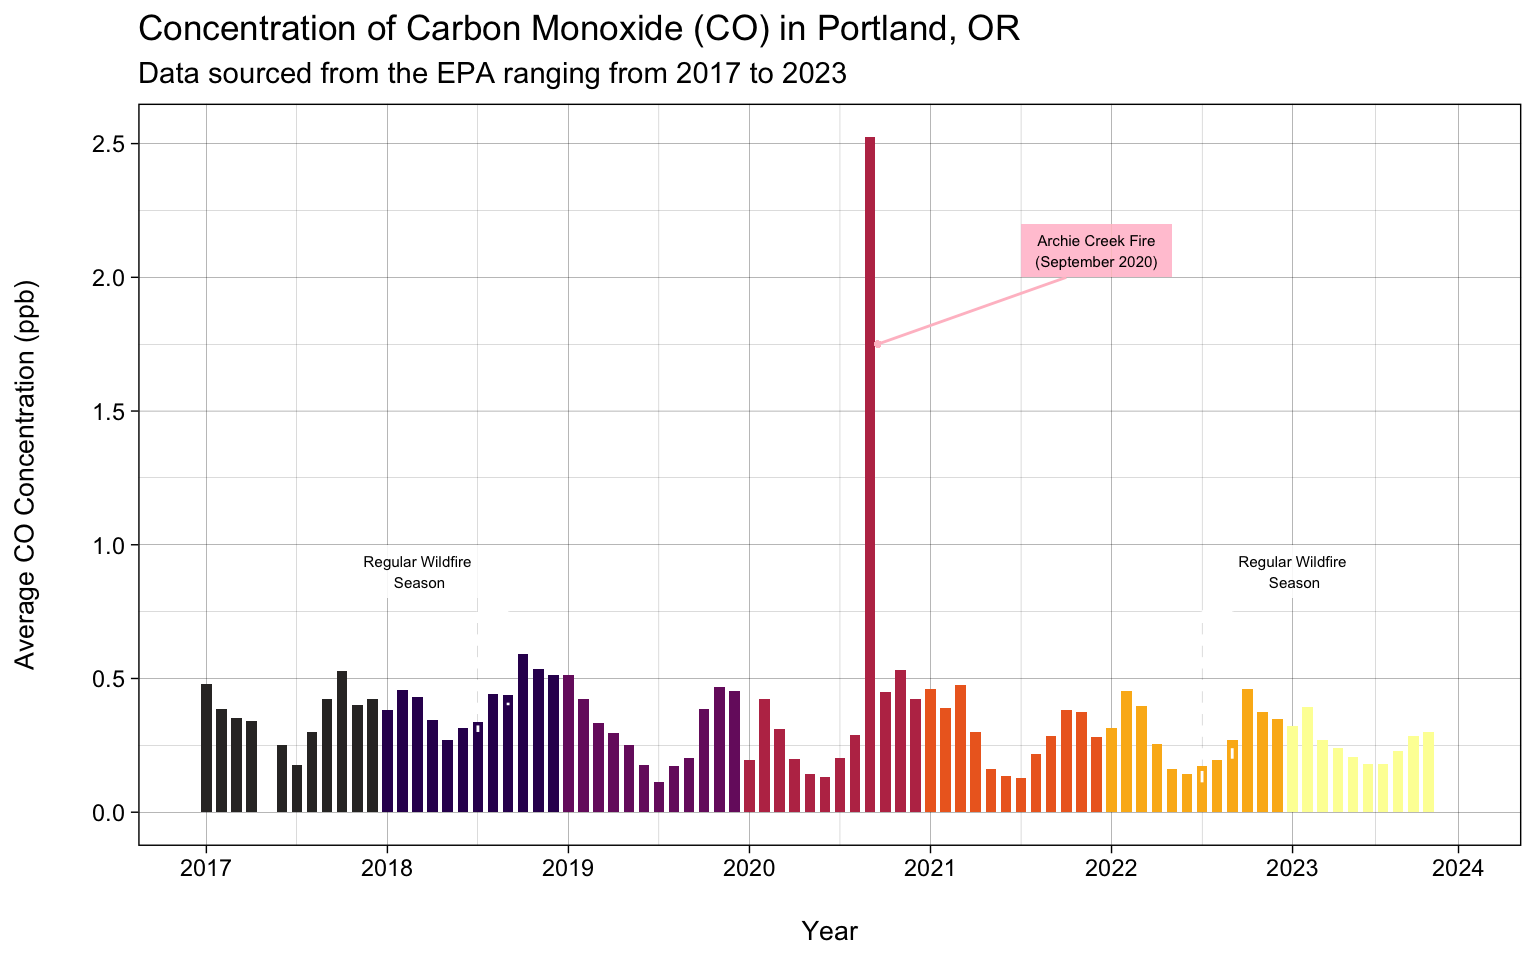 Concentration of Carbon Monoxide (CO) in Portland, OR
Data sourced from the EPA ranging from 2017 to 2023
Average CO Concentration (ppb)
2.5
2.0
1.5
1.0
0.5
0.0
Archie Creek Fire
(September 2020)
Regular Wildfire
Season
Regular Wildfire
Season
2017
2018
2019
2020
2021
2022
2023
2024
Year